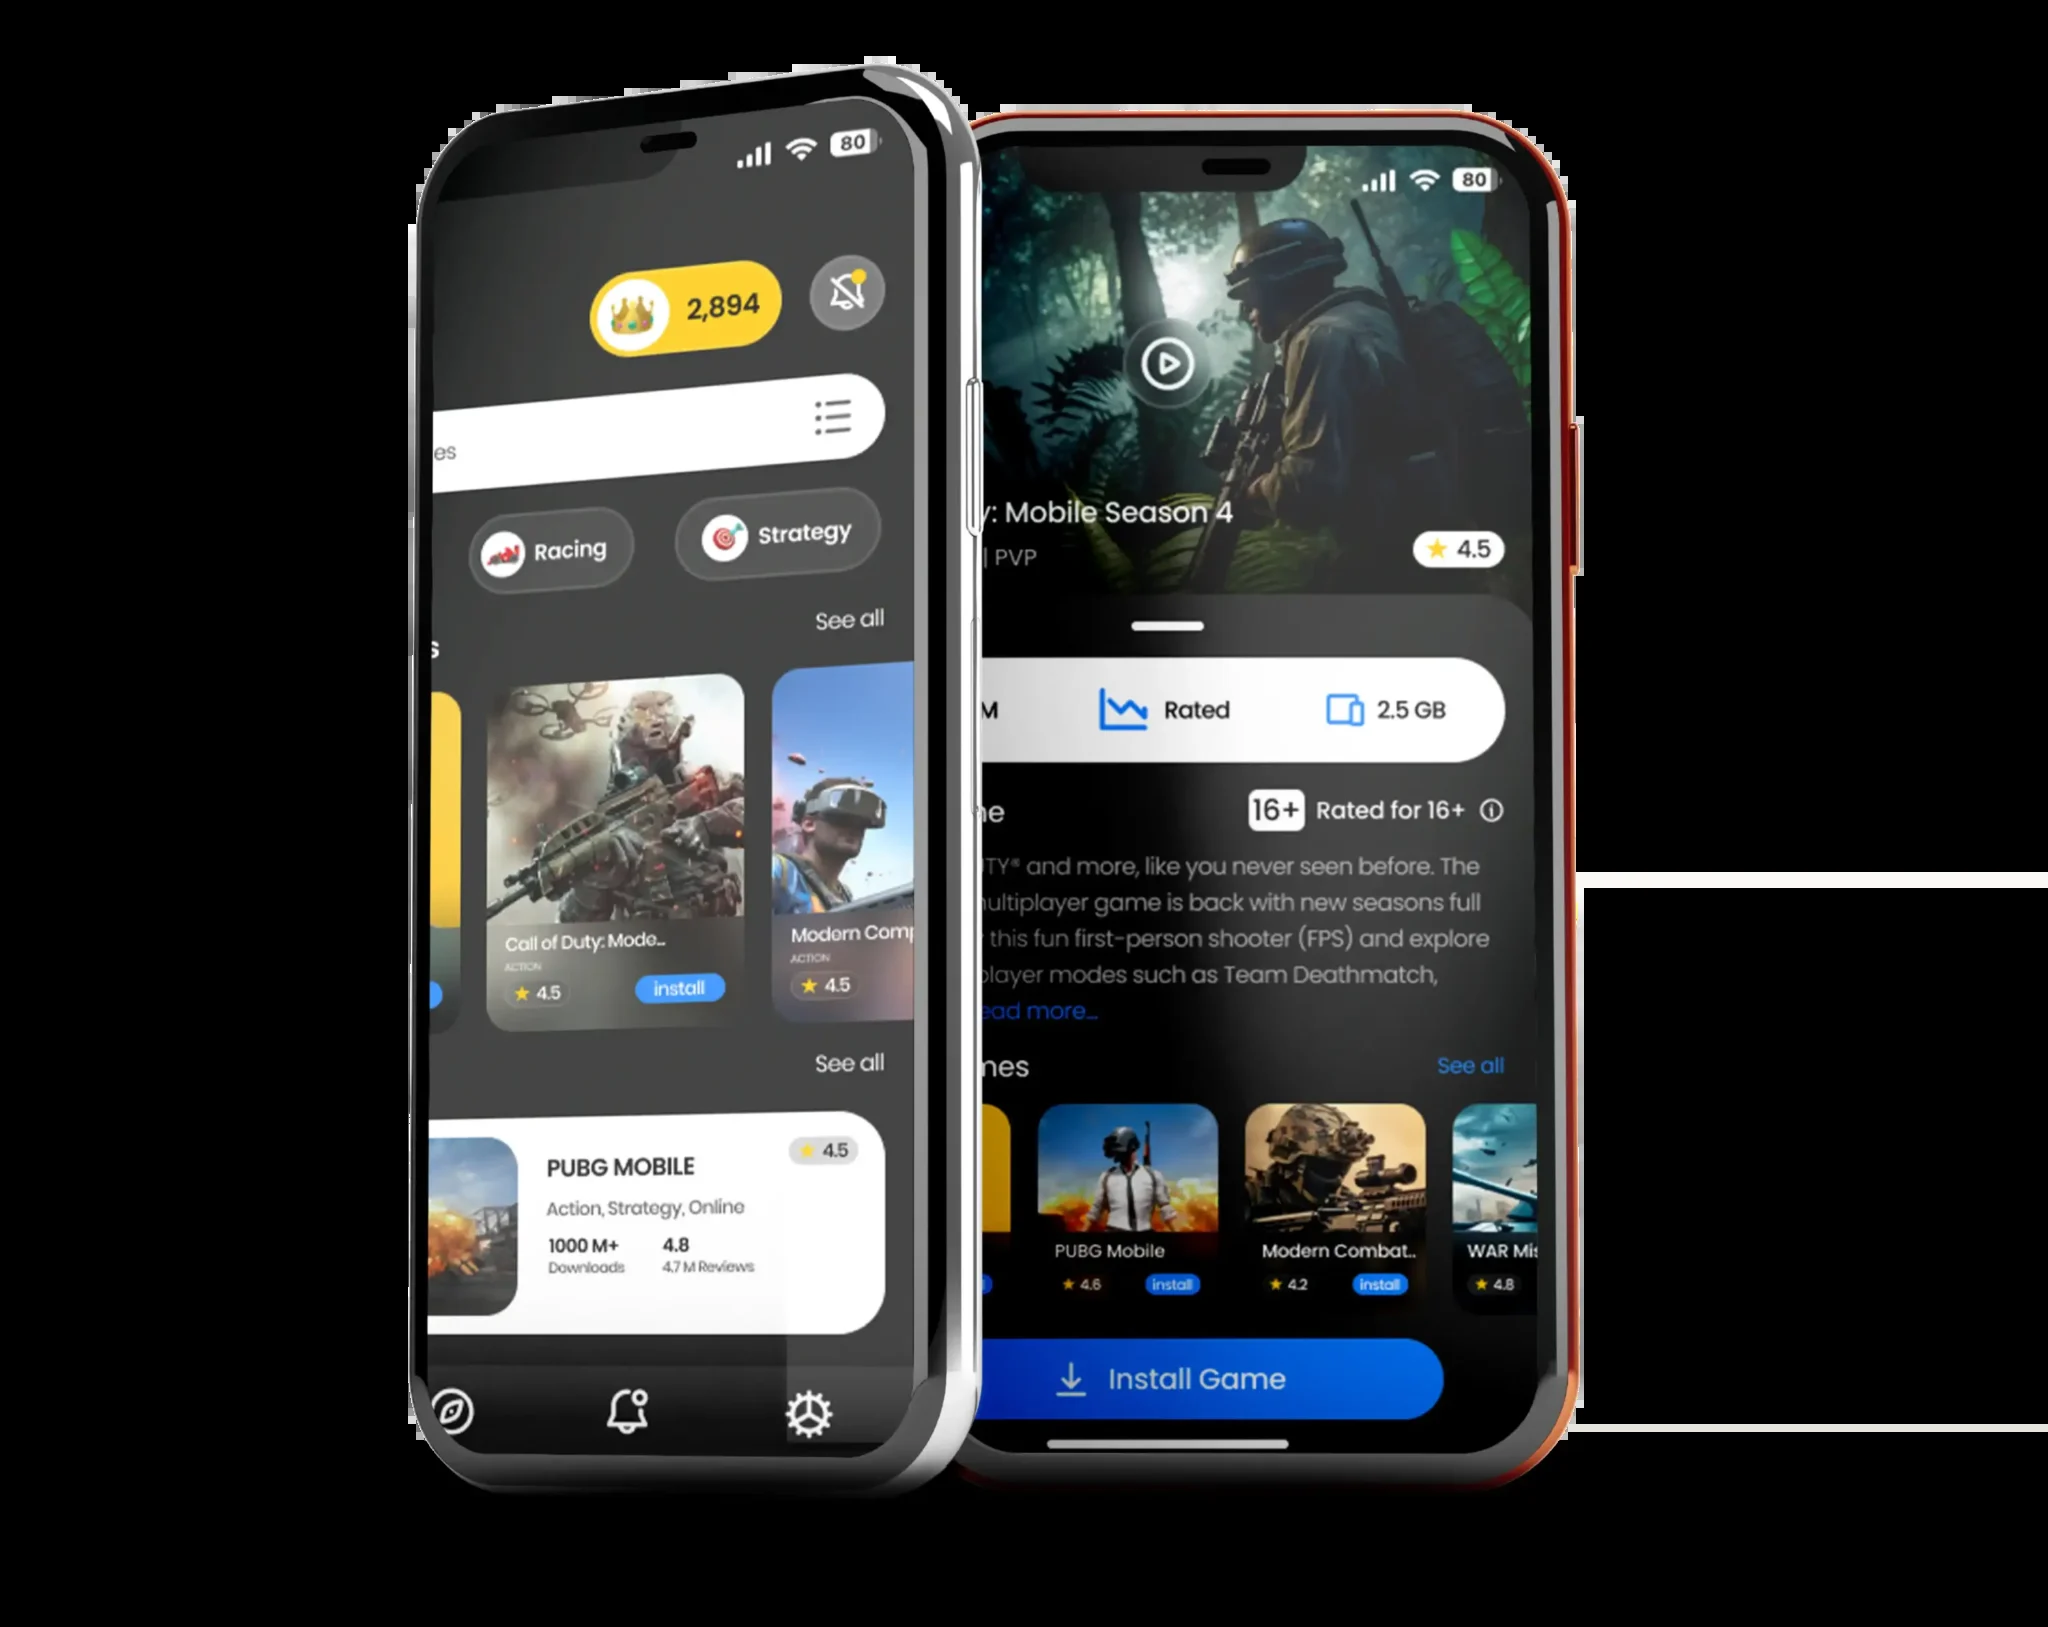 80
2,894
es
Racing
Strategy
See all
s
Call of Duty: Mode...
ACTION
4.5
install
Modern Comp
ACTION
4.5
See all
PUBG MOBILE
4.5
Action, Strategy, Online
1000 M+
4.8
Downloads
4.7 M Reviews
80
y: Mobile Season 4
| PVP
4.5
M
Rated
2.5 GB
ne
16+
Rated for 16+
TY® and more, like you never seen before. The
ultiplayer game is back with new seasons full
this fun first-person shooter (FPS) and explore
player modes such as Team Deathmatch,
ead more...
mes
See all
PUBG Mobile
4.6
install
Modern Combat..
4.2
install
WAR Mis
4.8
Install Game